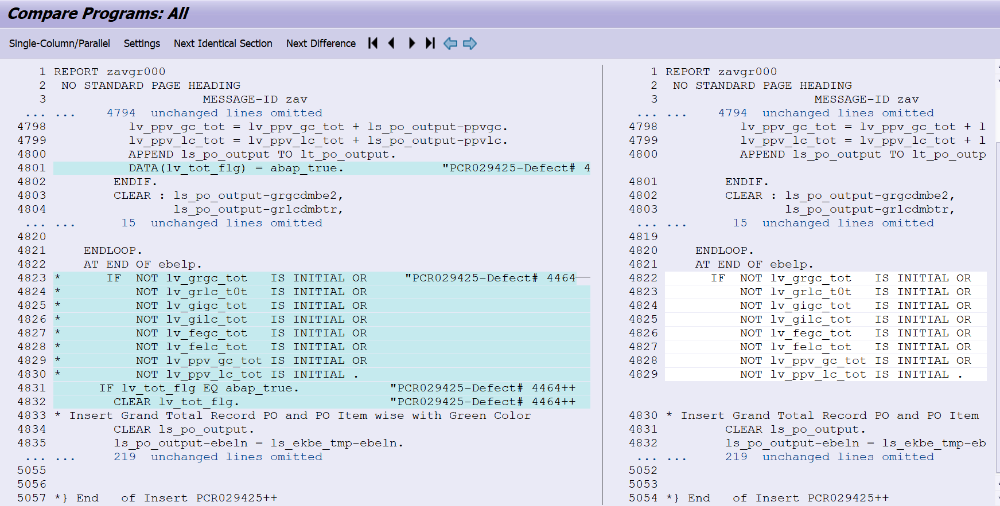 Compare Programs: All
Single-Column/Parallel Settings Next Identical Section Next Difference
1 REPORT zavgr000
2 NO STANDARD PAGE HEADING
3 MESSAGE-ID zav
... ... 4794 unchanged lines omitted
4798 lv_ppv_gc_tot = lv_ppv_gc_tot + ls_po_output-ppvgc.
4799 lv_ppv_lc_tot = lv_ppv_lc_tot + ls_po_output-ppvlc.
4800 APPEND ls_po_output TO lt_po_output.
4801 DATA(lv_tot_flg) = abap_true. "PCR029425-Defect# 4
4802 ENDIF.
4803 CLEAR : ls_po_output-grgcdmbe2,
4804 ls_po_output-grlcdmbtr,
... ... 15 unchanged lines omitted
4820
4821 ENDLOOP.
4822 AT END OF ebelp.
4823 * IF NOT lv_grgc_tot IS INITIAL OR "PCR029425-Defect# 4464
4824 * NOT lv_grlc_t0t IS INITIAL OR
4825 * NOT lv_gigc_tot IS INITIAL OR
4826 * NOT lv_gilc_tot IS INITIAL OR
4827 * NOT lv_fegc_tot IS INITIAL OR
4828 * NOT lv_felc_tot IS INITIAL OR
4829 * NOT lv_ppv_gc_tot IS INITIAL OR
4830 * NOT lv_ppv_lc_tot IS INITIAL .
4831 IF lv_tot_flg EQ abap_true. "PCR029425-Defect# 4464++
4832 CLEAR lv_tot_flg. "PCR029425-Defect# 4464++
4833 * Insert Grand Total Record PO and PO Item wise with Green Color
4834 CLEAR ls_po_output.
4835 ls_po_output-ebeln = ls_ekbe_tmp-ebeln.
... ... 219 unchanged lines omitted
5055
5056
5057 *} End of Insert PCR029425++
1 REPORT zavgr000
2 NO STANDARD PAGE HEADING
3 MESSAGE-ID zav
... ... 4794 unchanged lines omitted
4798 lv_ppv_gc_tot = lv_ppv_gc_tot + l
4799 lv_ppv_lc_tot = lv_ppv_lc_tot + l
4800 APPEND ls_po_output TO lt_po_outp
4801 ENDIF.
4802 CLEAR : ls_po_output-grgcdmbe2,
4803 ls_po_output-grlcdmbtr,
... ... 15 unchanged lines omitted
4819
4820 ENDLOOP.
4821 AT END OF ebelp.
4822 IF NOT lv_grgc_tot IS INITIAL OR
4823 NOT lv_grlc_t0t IS INITIAL OR
4824 NOT lv_gigc_tot IS INITIAL OR
4825 NOT lv_gilc_tot IS INITIAL OR
4826 NOT lv_fegc_tot IS INITIAL OR
4827 NOT lv_felc_tot IS INITIAL OR
4828 NOT lv_ppv_gc_tot IS INITIAL OR
4829 NOT lv_ppv_lc_tot IS INITIAL .
4830 * Insert Grand Total Record PO and PO Item
4831 CLEAR ls_po_output.
4832 ls_po_output-ebeln = ls_ekbe_tmp-eb
... ... 219 unchanged lines omitted
5052
5053
5054 *} End of Insert PCR029425++